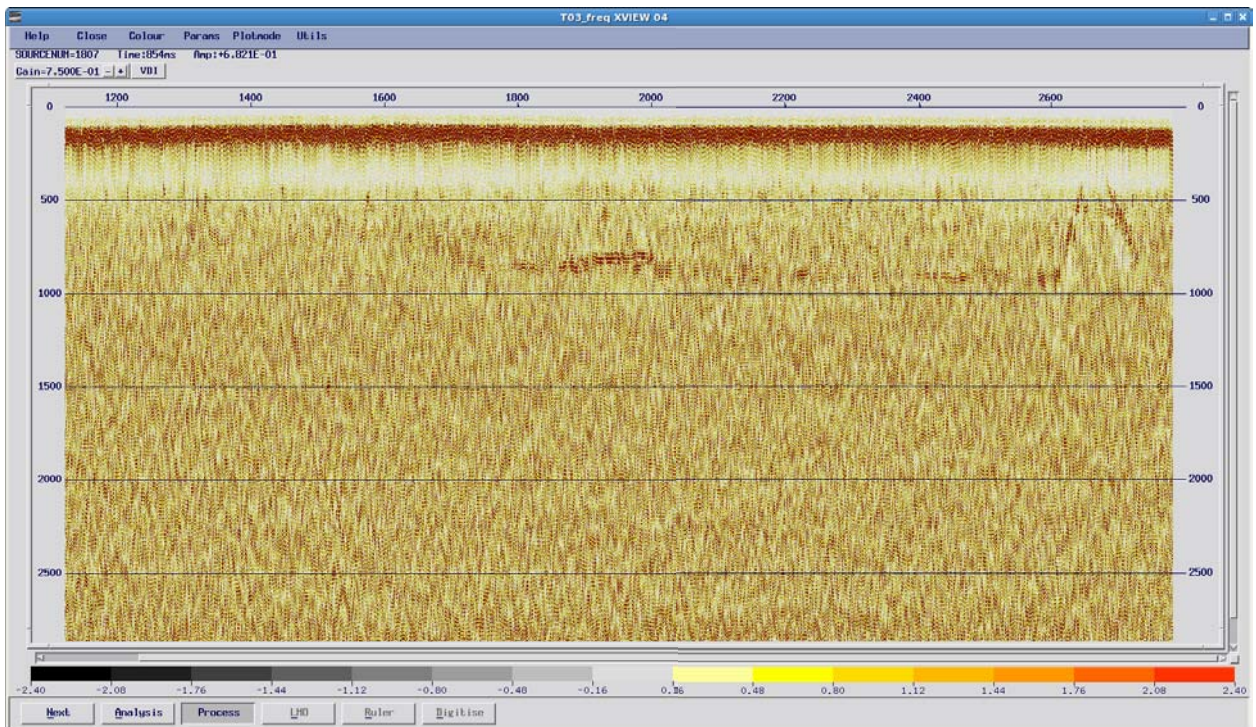 T03_freq XVIEW 04
Help Close Colour Params Plotmode Utils
SOURCENUM=1807 Time:854ms Amp:+6.821E-01
Gain=7.500E-01 - + VDI
1200 1400 1600 1800 2000 2200 2400 2600
0 0
500 500
1000 1000
1500 1500
2000 2000
2500 2500
-2.40 -2.08 -1.76 -1.44 -1.12 -0.80 -0.48 -0.16 0.16 0.48 0.80 1.12 1.44 1.76 2.08 2.40
Next Analysis Process LMO Ruler Digitise